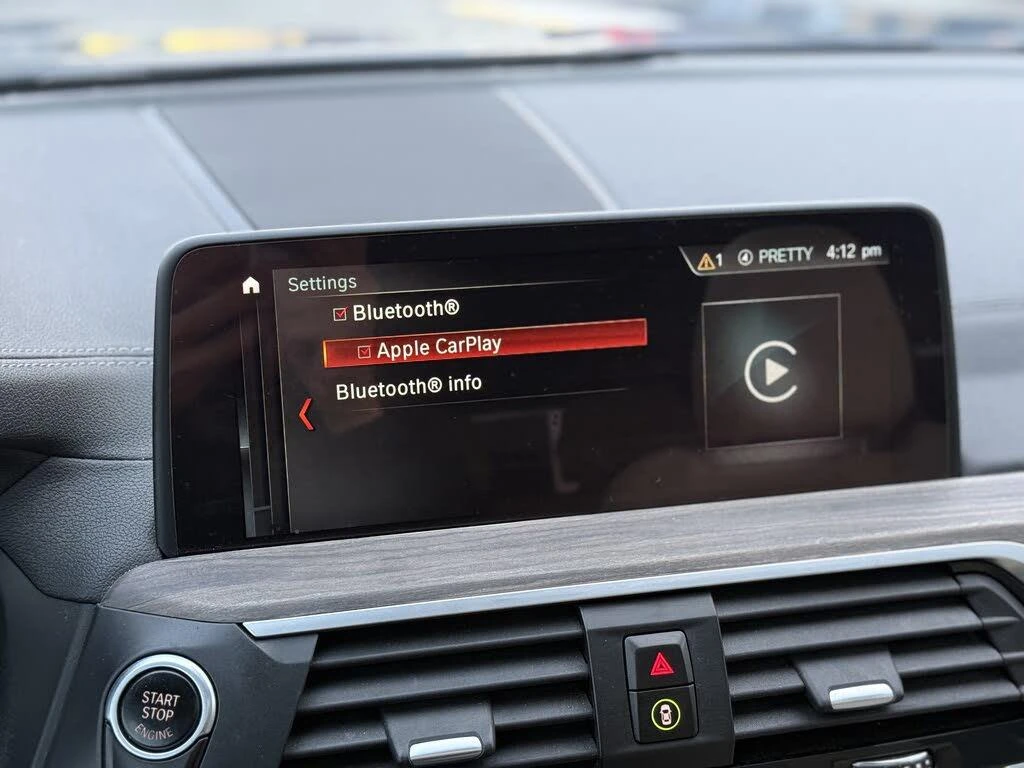 1 PRETTY 4:12 pm
Settings
Bluetooth®
Apple CarPlay
Bluetooth® info
START
STOP
ENGINE